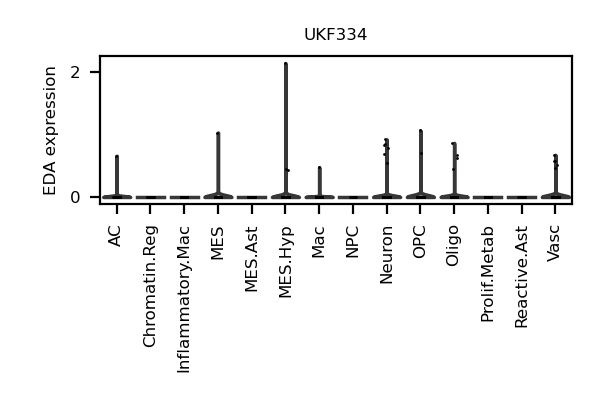 UKF334
EDA expression
2
0
AC
Chromatin.Reg
Inflammatory.Mac
MES
MES.Ast
MES.Hyp
Mac
NPC
Neuron
OPC
Oligo
Prolif.Metab
Reactive.Ast
Vasc